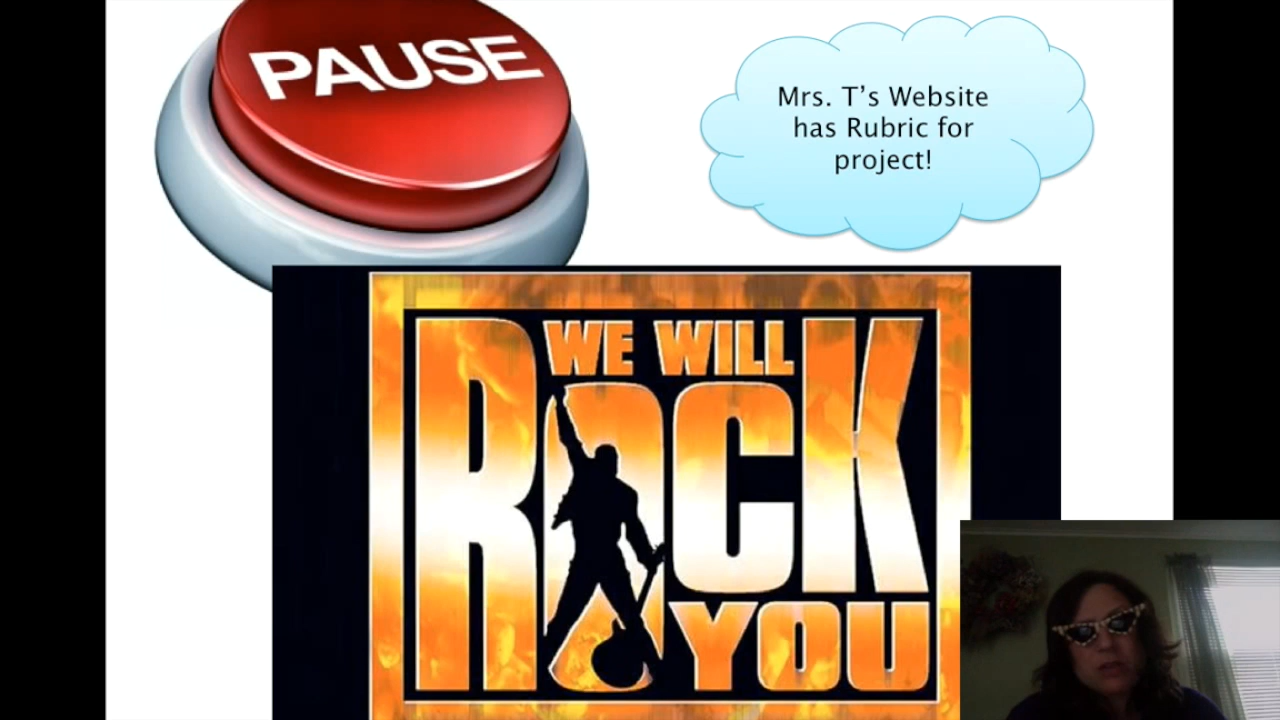 PAUSE
Mrs. T’s Website
has Rubric for
project!
WE WILL
ROCK
YOU